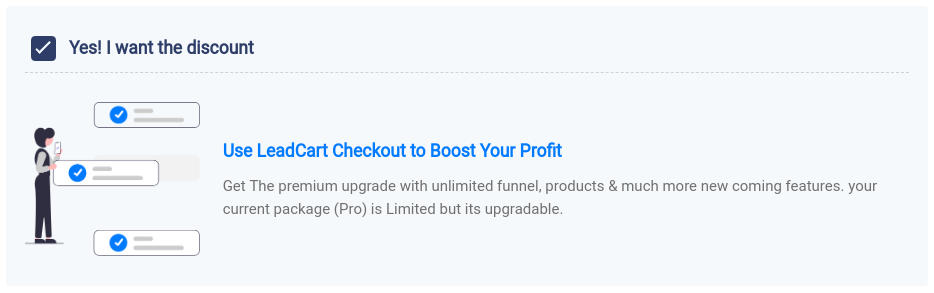 Yes! I want the discount
Use LeadCart Checkout to Boost Your Profit
Get The premium upgrade with unlimited funnel, products & much more new coming features. your
current package (Pro) is Limited but its upgradable.